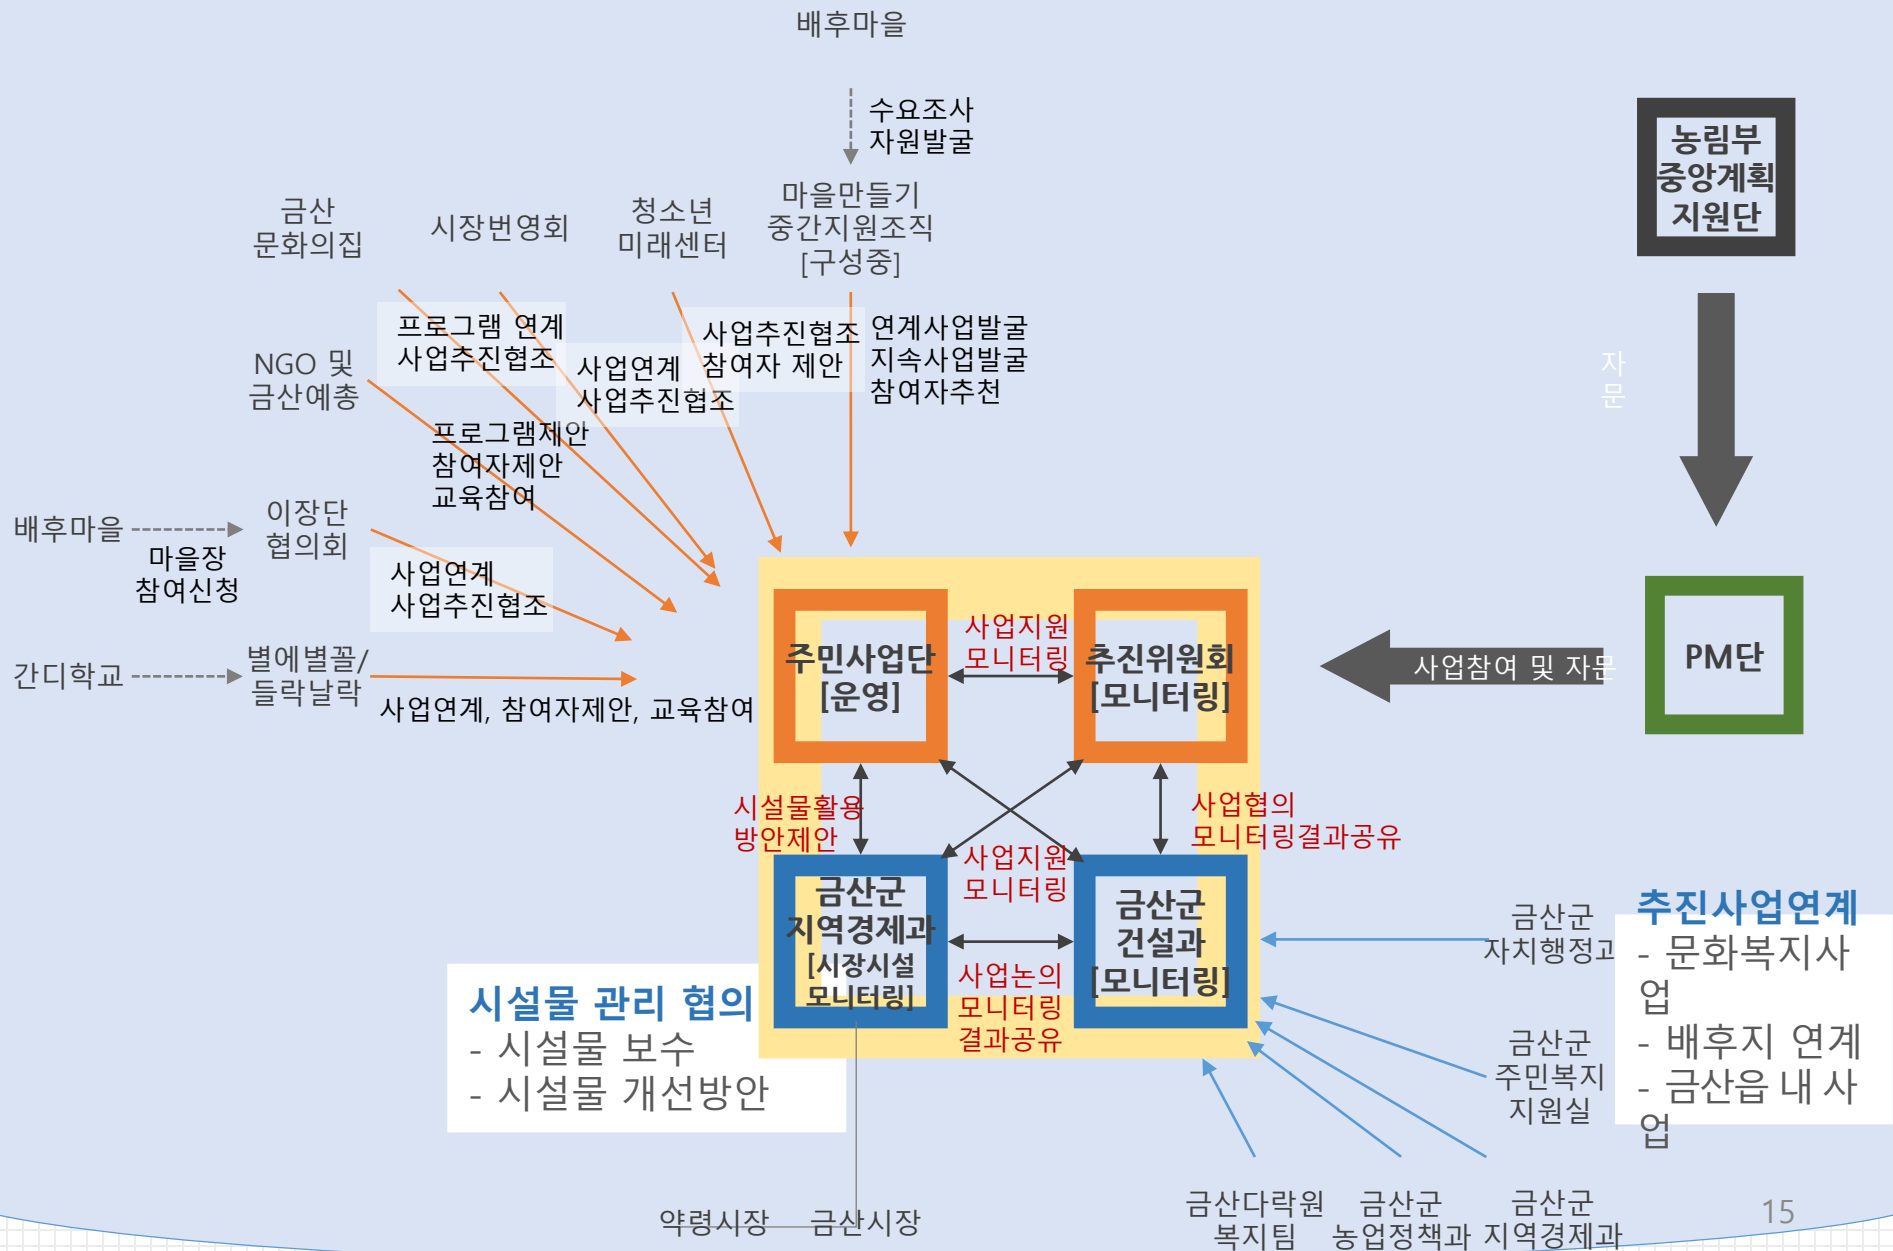 배후마을
수요조사
자원발굴
농림부
중앙계획
지원단
금산
문화의집
시장번영회
청소년
미래센터
마을만들기
중간지원조직
[구성중]
프로그램 연계
사업추진협조
사업연계
사업추진협조
사업추진협조
참여자 제안
연계사업발굴
지속사업발굴
참여자추천
자
문
NGO 및
금산예총
프로그램제안
참여자제안
교육참여
배후마을
마을장
참여신청
이장단
협의회
사업연계
사업추진협조
간디학교
별에별꼴/
들락날락
사업연계, 참여자제안, 교육참여
주민사업단
[운영]
사업지원
모니터링
추진위원회
[모니터링]
사업참여 및 자문
PM단
시설물활용
방안제안
사업지원
모니터링
사업협의
모니터링결과공유
금산군
지역경제과
[시장시설
모니터링]
사업논의
모니터링
결과공유
금산군
건설과
[모니터링]
시설물 관리 협의
- 시설물 보수
- 시설물 개선방안
금산군
자치행정과
추진사업연계
- 문화복지사
업
- 배후지 연계
- 금산읍 내 사
업
금산군
주민복지
지원실
약령시장
금산시장
금산다락원
복지팀
금산군
농업정책과
금산군
지역경제과
15